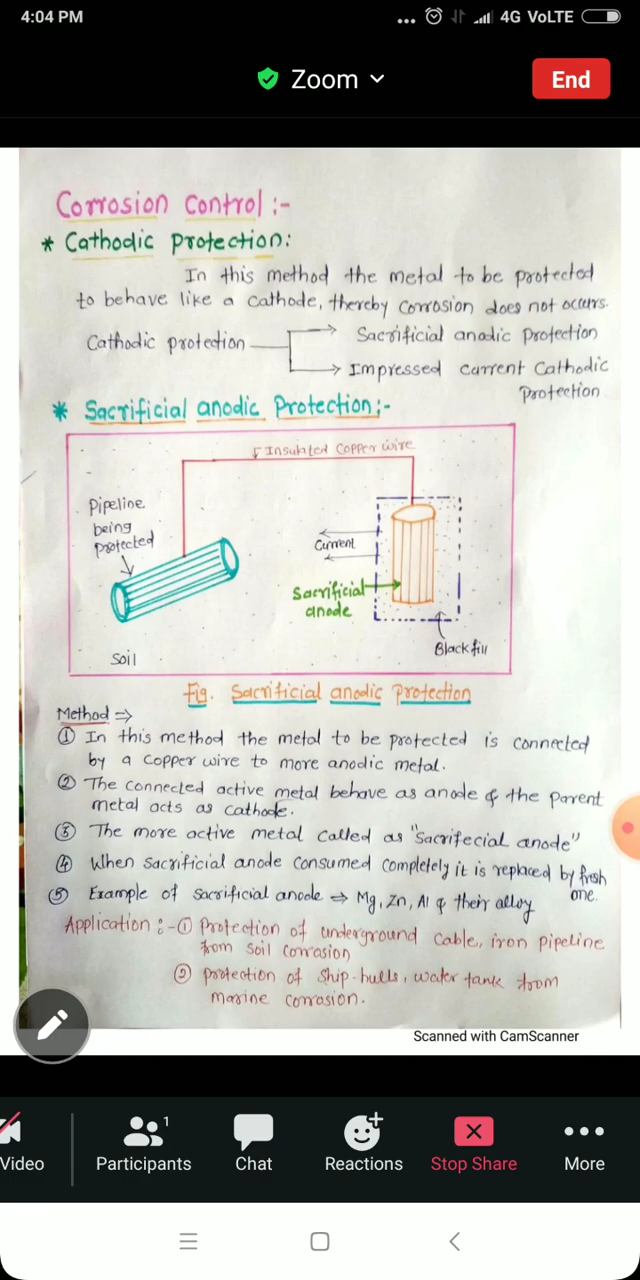 4:04 PM
4G VoLTE
Zoom
End
Corrosion Control :-
* Cathodic Protection:
In this method the metal to be protected
to behave like a cathode, thereby corrosion does not occurs.
Cathodic protection
Sacrificial anodic Protection
Impressed current Cathodic
Protection
* Sacrificial anodic Protection:-
Insulated Copper wire
Pipeline
being
protected
Current
Sacrificial
anode
Blackfill
Soil
Fig. Sacrificial anodic Protection
Method ⇒
① In this method the metal to be protected is connected
by a copper wire to more anodic metal.
② The connected active metal behave as anode & the parent
metal acts as cathode.
③ The more active metal called as "Sacrifecial anode"
④ When sacrificial anode consumed completely it is replaced by fresh
one.
⑤ Example of sacrificial anode ⇒ Mg, Zn, Al & their alloy
Application :- ① Protection of underground Cable, iron pipeline
from soil corrosion
② protection of ship-hulls, water tank from
marine corrosion.
Scanned with CamScanner
Video
Participants
1
Chat
Reactions
Stop Share
More